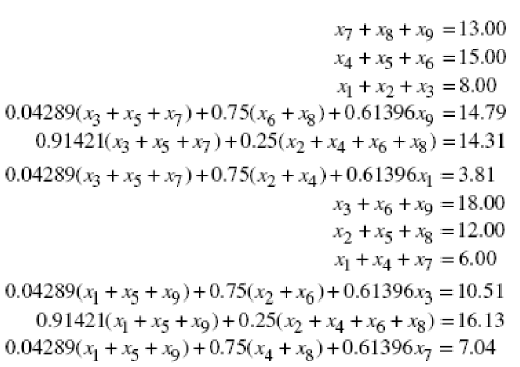 x₇ + x₈ + x₉ = 13.00
x₄ + x₅ + x₆ = 15.00
x₁ + x₂ + x₃ = 8.00
0.04289(x₃ + x₅ + x₇) + 0.75(x₆ + x₈) + 0.61396x₉ = 14.79
0.91421(x₃ + x₅ + x₇) + 0.25(x₂ + x₄ + x₆ + x₈) = 14.31
0.04289(x₃ + x₅ + x₇) + 0.75(x₂ + x₄) + 0.61396x₁ = 3.81
x₃ + x₆ + x₉ = 18.00
x₂ + x₅ + x₈ = 12.00
x₁ + x₄ + x₇ = 6.00
0.04289(x₁ + x₅ + x₉) + 0.75(x₂ + x₆) + 0.61396x₃ = 10.51
0.91421(x₁ + x₅ + x₉) + 0.25(x₂ + x₄ + x₆ + x₈) = 16.13
0.04289(x₁ + x₅ + x₉) + 0.75(x₄ + x₈) + 0.61396x₇ = 7.04